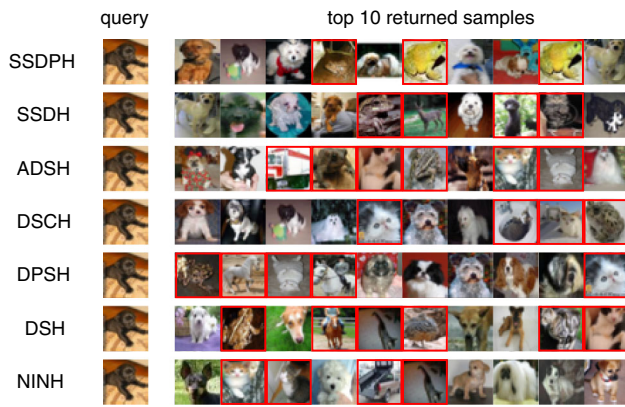 query top 10 returned samples
SSDPH
SSDH
ADSH
DSCH
DPSH
DSH
NINH